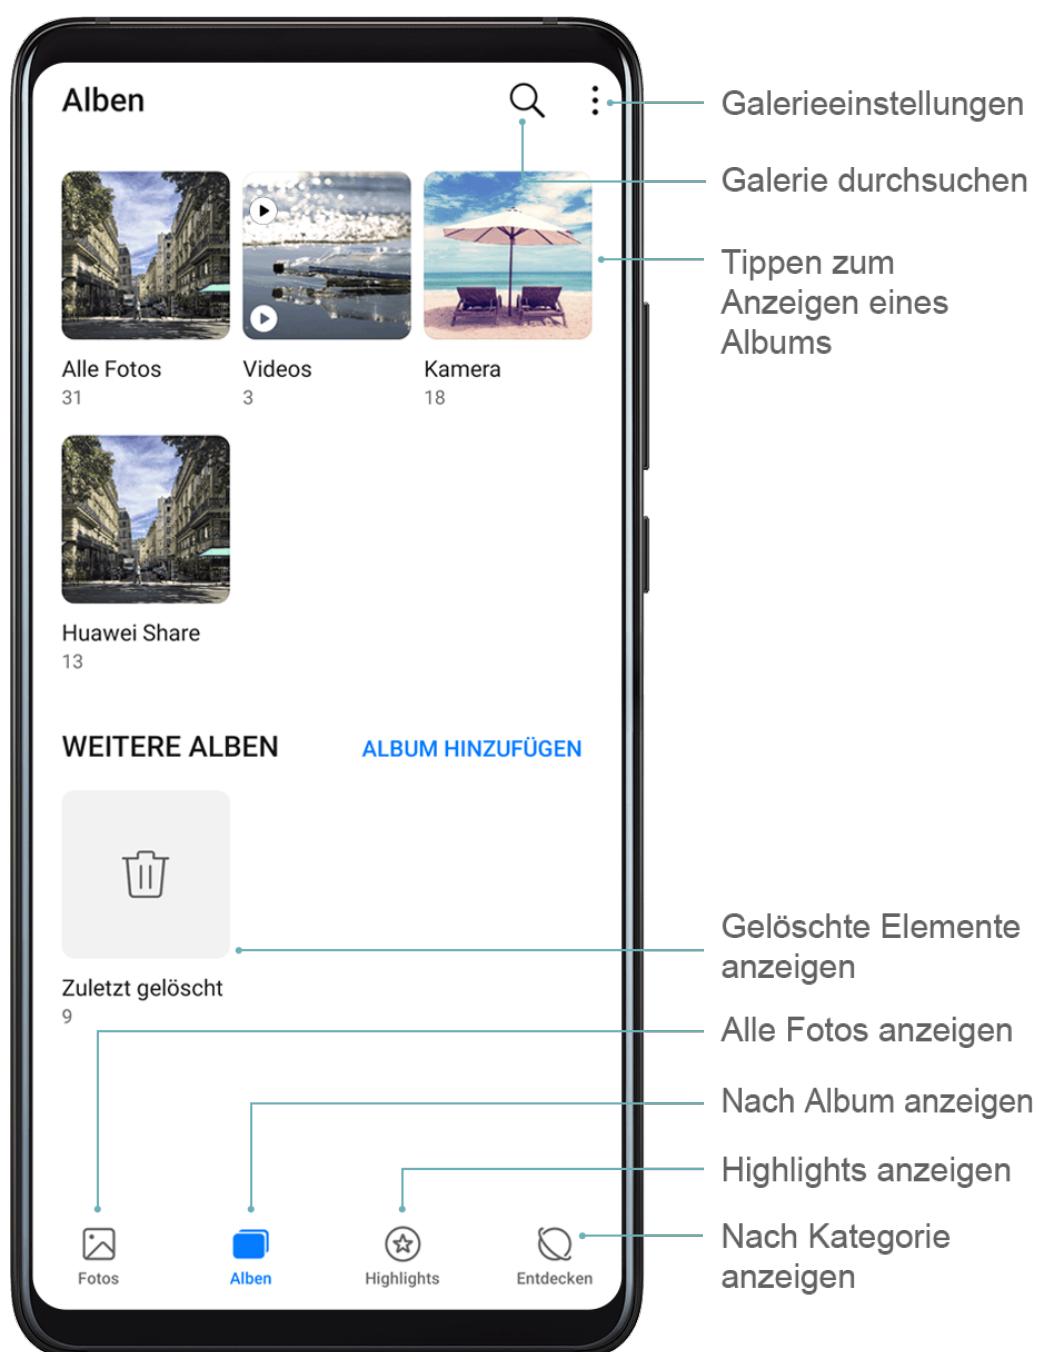 Alben
Galerieeinstellungen
Galerie durchsuchen
Tippen zum
Anzeigen eines
Albums
Alle Fotos
31
Videos
3
Kamera
18
Huawei Share
13
WEITERE ALBEN
ALBUM HINZUFÜGEN
Zuletzt gelöscht
9
Gelöschte Elemente
anzeigen
Alle Fotos anzeigen
Nach Album anzeigen
Highlights anzeigen
Nach Kategorie
anzeigen
Fotos
Alben
Highlights
Entdecken